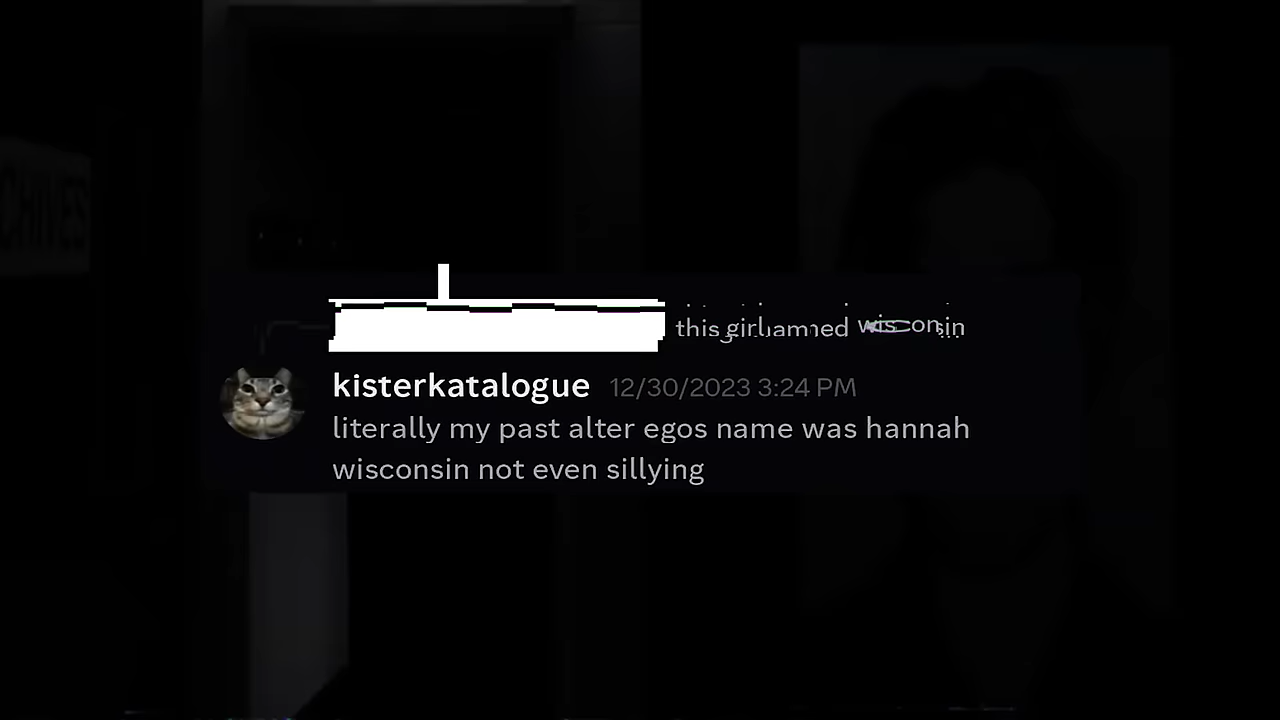 CHIVES
this girl named wisconsin
kisterkatalogue 12/30/2023 3:24 PM
literally my past alter egos name was hannah
wisconsin not even sillying